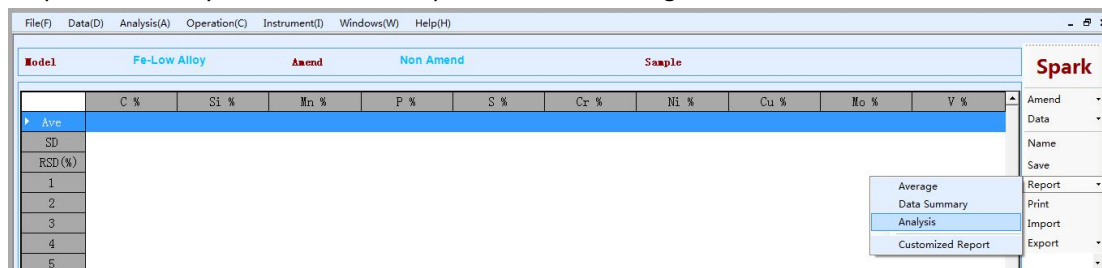 File(F) Data(D) Analysis(A) Operation(C) Instrument(I) Windows(W) Help(H)
Model Fe-Low Alloy Amend Non Amend Sample
Spark
C % Si % Mn % P % S % Cr % Ni % Cu % Mo % V %
Amend
Ave
Data
SD
Name
RSD(%)
Save
1
Average
Report
2
Data Summary
Print
3
Analysis
Import
4
Customized Report
Export
5